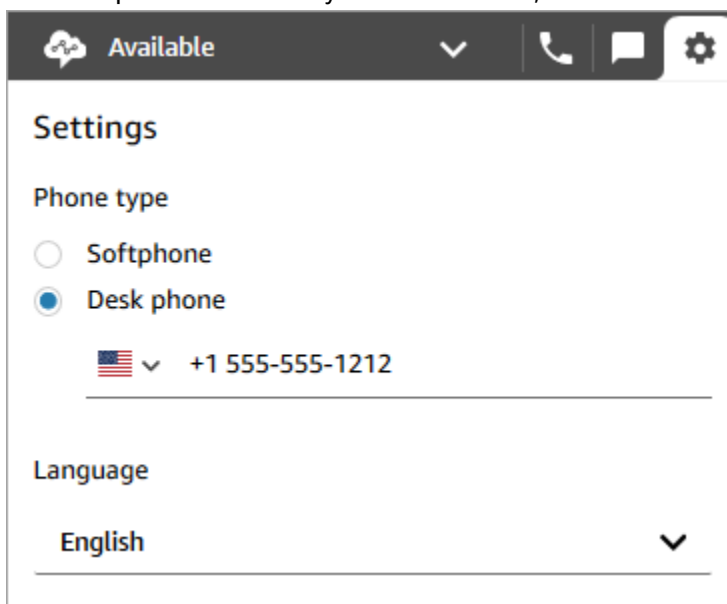 Available
Settings
Phone type
Softphone
Desk phone
+1 555-555-1212
Language
English